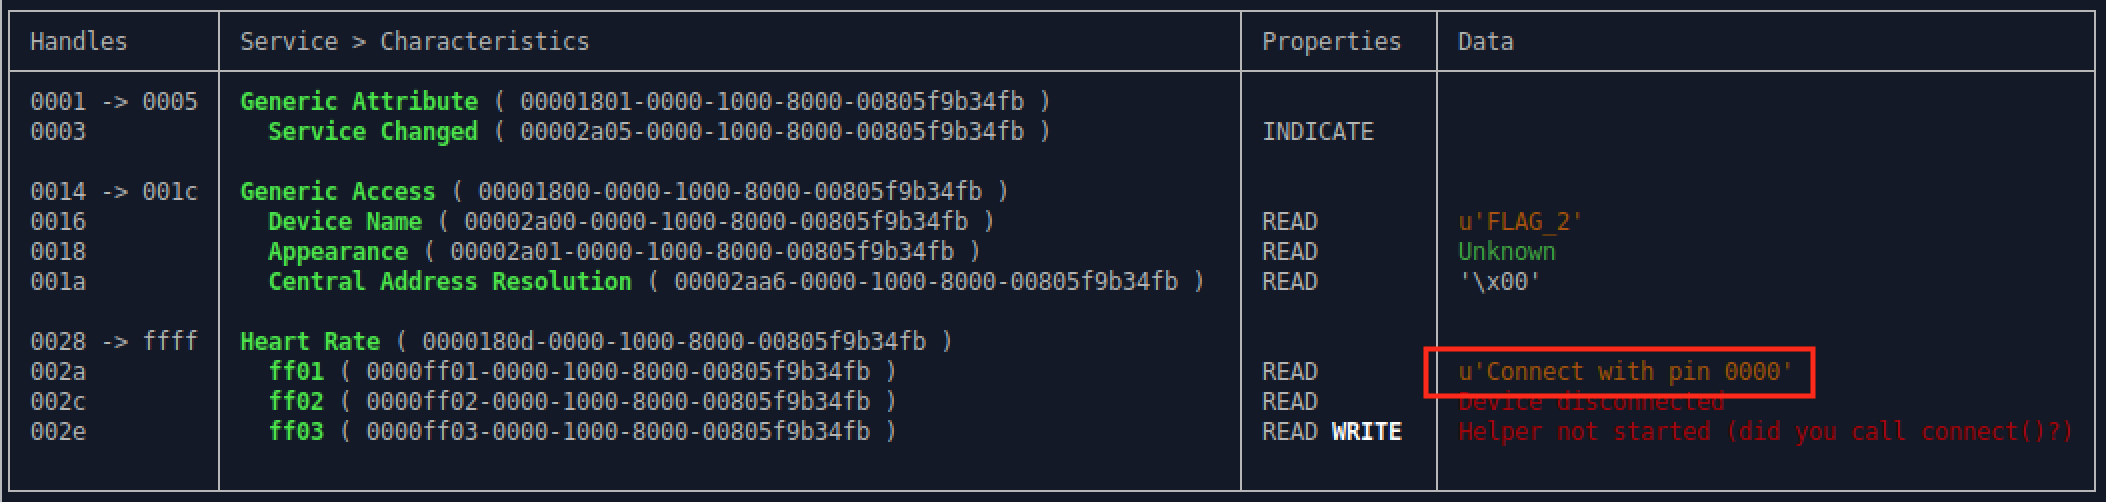 Handles Service > Characteristics Properties Data
0001 -> 0005 Generic Attribute ( 00001801-0000-1000-8000-00805f9b34fb )
0003 Service Changed ( 00002a05-0000-1000-8000-00805f9b34fb ) INDICATE
0014 -> 001c Generic Access ( 00001800-0000-1000-8000-00805f9b34fb )
0016 Device Name ( 00002a00-0000-1000-8000-00805f9b34fb ) READ u'FLAG_2'
0018 Appearance ( 00002a01-0000-1000-8000-00805f9b34fb ) READ Unknown
001a Central Address Resolution ( 00002aa6-0000-1000-8000-00805f9b34fb ) READ '\x00'
0028 -> ffff Heart Rate ( 0000180d-0000-1000-8000-00805f9b34fb )
002a ff01 ( 0000ff01-0000-1000-8000-00805f9b34fb ) READ u'Connect with pin 0000'
002c ff02 ( 0000ff02-0000-1000-8000-00805f9b34fb ) READ Device disconnected
002e ff03 ( 0000ff03-0000-1000-8000-00805f9b34fb ) READ WRITE Helper not started (did you call connect()?)